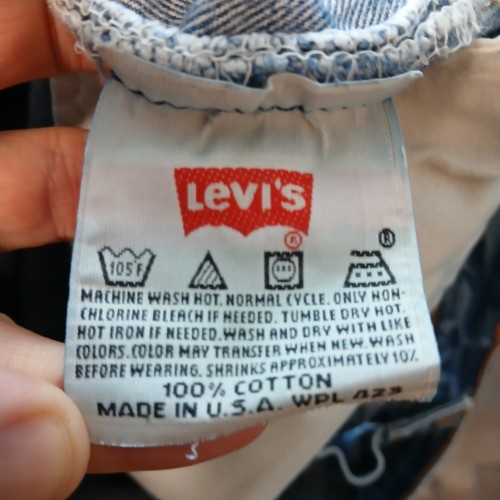 Levi's
®
105°F
MACHINE WASH HOT. NORMAL CYCLE. ONLY NON-
CHLORINE BLEACH IF NEEDED. TUMBLE DRY HOT.
HOT IRON IF NEEDED. WASH AND DRY WITH LIKE
COLORS. COLOR MAY TRANSFER WHEN NEW. WASH
BEFORE WEARING. SHRINKS APPROXIMATELY 10%
100% COTTON
MADE IN U.S.A. WPL 423